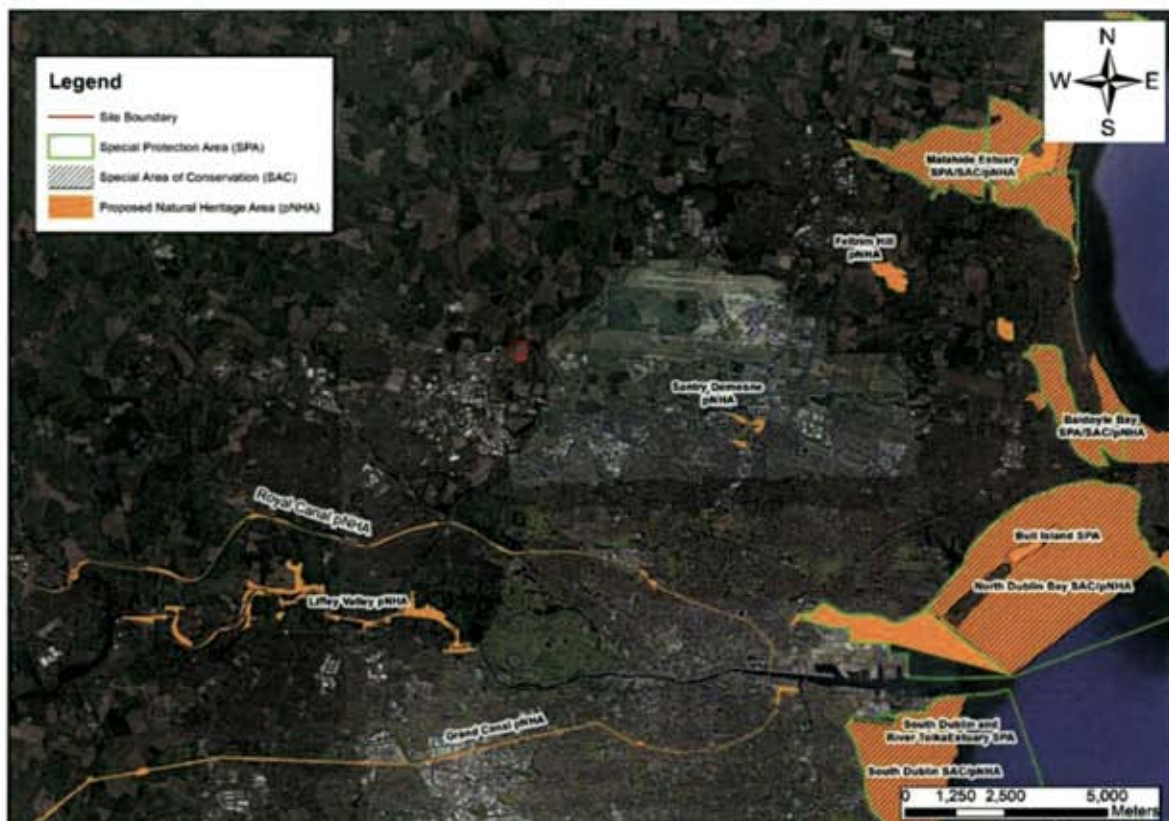 Legend
Site Boundary
Special Protection Area (SPA)
Special Area of Conservation (SAC)
Proposed Natural Heritage Area (pNHA)
N
W
E
S
Malahide Estuary
SPA/SAC/pNHA
Feltrim Hill
pNHA
Santry Demesne
pNHA
Baldoyle Bay
SPA/SAC/pNHA
Royal Canal pNHA
Bull Island SPA
North Dublin Bay SAC/pNHA
Liffey Valley pNHA
Grand Canal pNHA
South Dublin and
River TolkaEstuary SPA
South Dublin SAC/pNHA
0 1,250 2,500 5,000
Meters